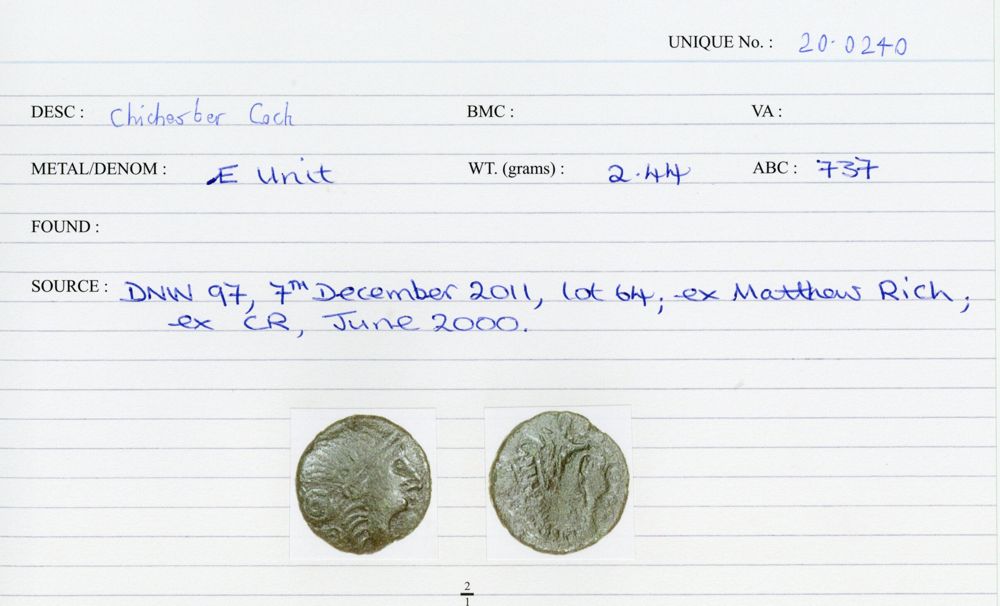 UNIQUE No. : 20.0240
DESC : Chichester Cock BMC : VA :
METAL/DENOM : Æ Unit WT. (grams) : 2.44 ABC : 737
FOUND :
SOURCE : DNW 97, 7TH December 2011, lot 64, ex Matthew Rich,
ex CR, June 2000.
2
1